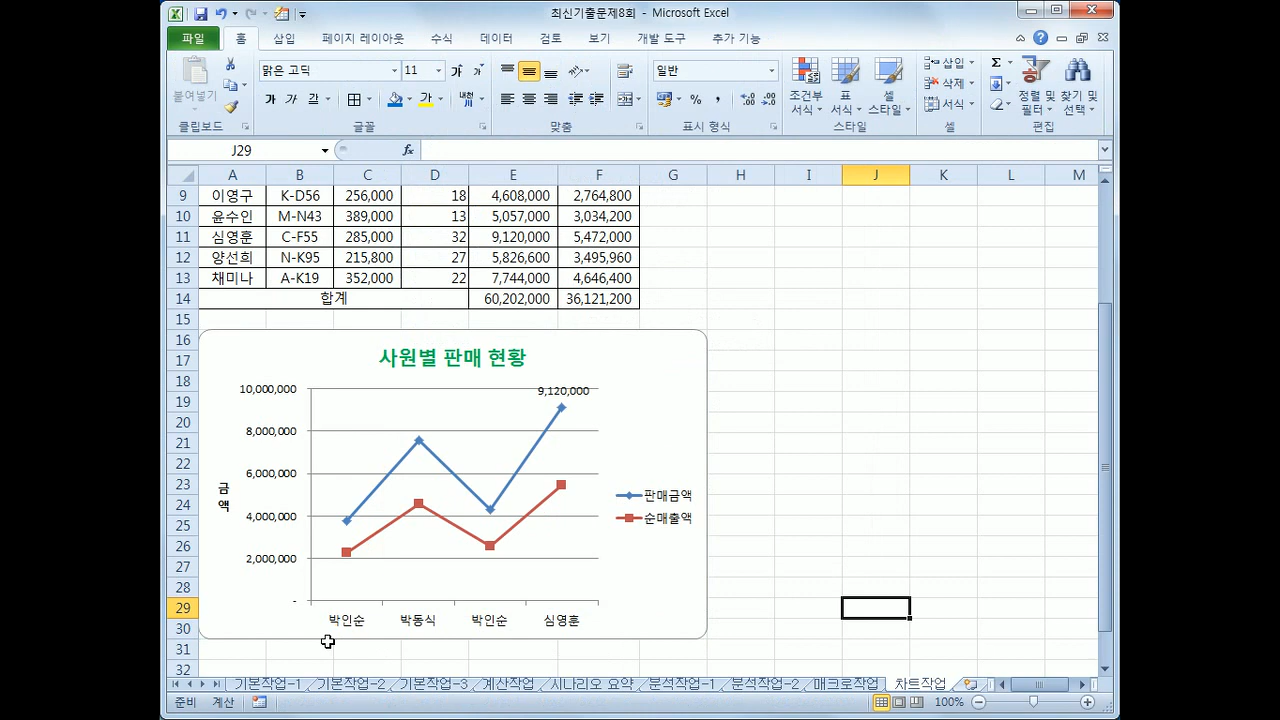 최신기출문제8회 - Microsoft Excel
파일 홈 삽입 페이지 레이아웃 수식 데이터 검토 보기 개발 도구 추가 기능
붙여넣기
맑은 고딕 11
가 가 가 가 가 내천
일반
% ,
조건부 서식
표 서식
셀 스타일
삽입
삭제
서식
정렬 및 필터
찾기 및 선택
클립보드 글꼴 맞춤 표시 형식 스타일 셀 편집
J29 fx
A B C D E F G H I J K L M
9 이영구 K-D56 256,000 18 4,608,000 2,764,800
10 윤수인 M-N43 389,000 13 5,057,000 3,034,200
11 심영훈 C-F55 285,000 32 9,120,000 5,472,000
12 양선희 N-K95 215,800 27 5,826,600 3,495,960
13 채미나 A-K19 352,000 22 7,744,000 4,646,400
14 합계 60,202,000 36,121,200
15
16
17
18
19
20
21
22
23
24
25
26
27
28
29
30
31
32
사원별 판매 현황
10,000,000
8,000,000
6,000,000
4,000,000
2,000,000
-
금액
9,120,000
판매금액
순매출액
박인순 박동식 박인순 심영훈
기본작업-1 기본작업-2 기본작업-3 계산작업 시나리오 요약 분석작업-1 분석작업-2 매크로작업 차트작업
준비 계산 100%